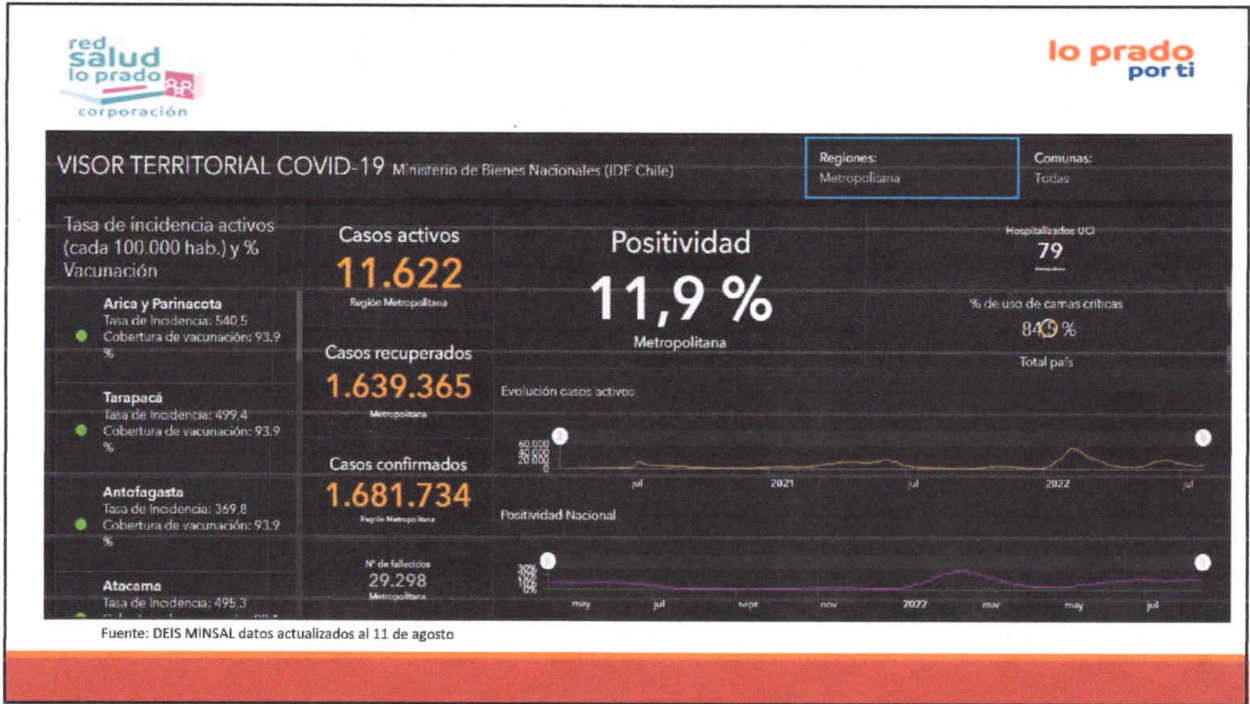 red
salud
lo prado
corporación
lo prado
por ti
VISOR TERRITORIAL COVID-19 Ministerio de Bienes Nacionales (IDE Chile)
Regiones:
Metropolitana
Comunas:
Todas
Tasa de incidencia activos
(cada 100.000 hab.) y %
Vacunación
Arica y Parinacota
Tasa de Incidencia: 540,5
Cobertura de vacunación: 93.9
%
Tarapacá
Tasa de Incidencia: 499,4
Cobertura de vacunación: 93.9
%
Antofagasta
Tasa de Incidencia: 369,8
Cobertura de vacunación: 93.9
%
Atacama
Tasa de Incidencia: 495,3
Casos activos
11.622
Región Metropolitana
Casos recuperados
1.639.365
Metropolitana
Casos confirmados
1.681.734
Región Metropolitana
N° de fallecidos
29.298
Metropolitana
Positividad
11,9 %
Metropolitana
Hospitalizados UCI
79
% de uso de camas críticas
%
Total país
Evolución casos activos
60.000
40.000
20.000
0
jul
2021
jul
2022
jul
Positividad Nacional
30%
20%
10%
0%
may
jul
sept
nov
2022
mar
may
jul
Fuente: DEIS MINSAL datos actualizados al 11 de agosto